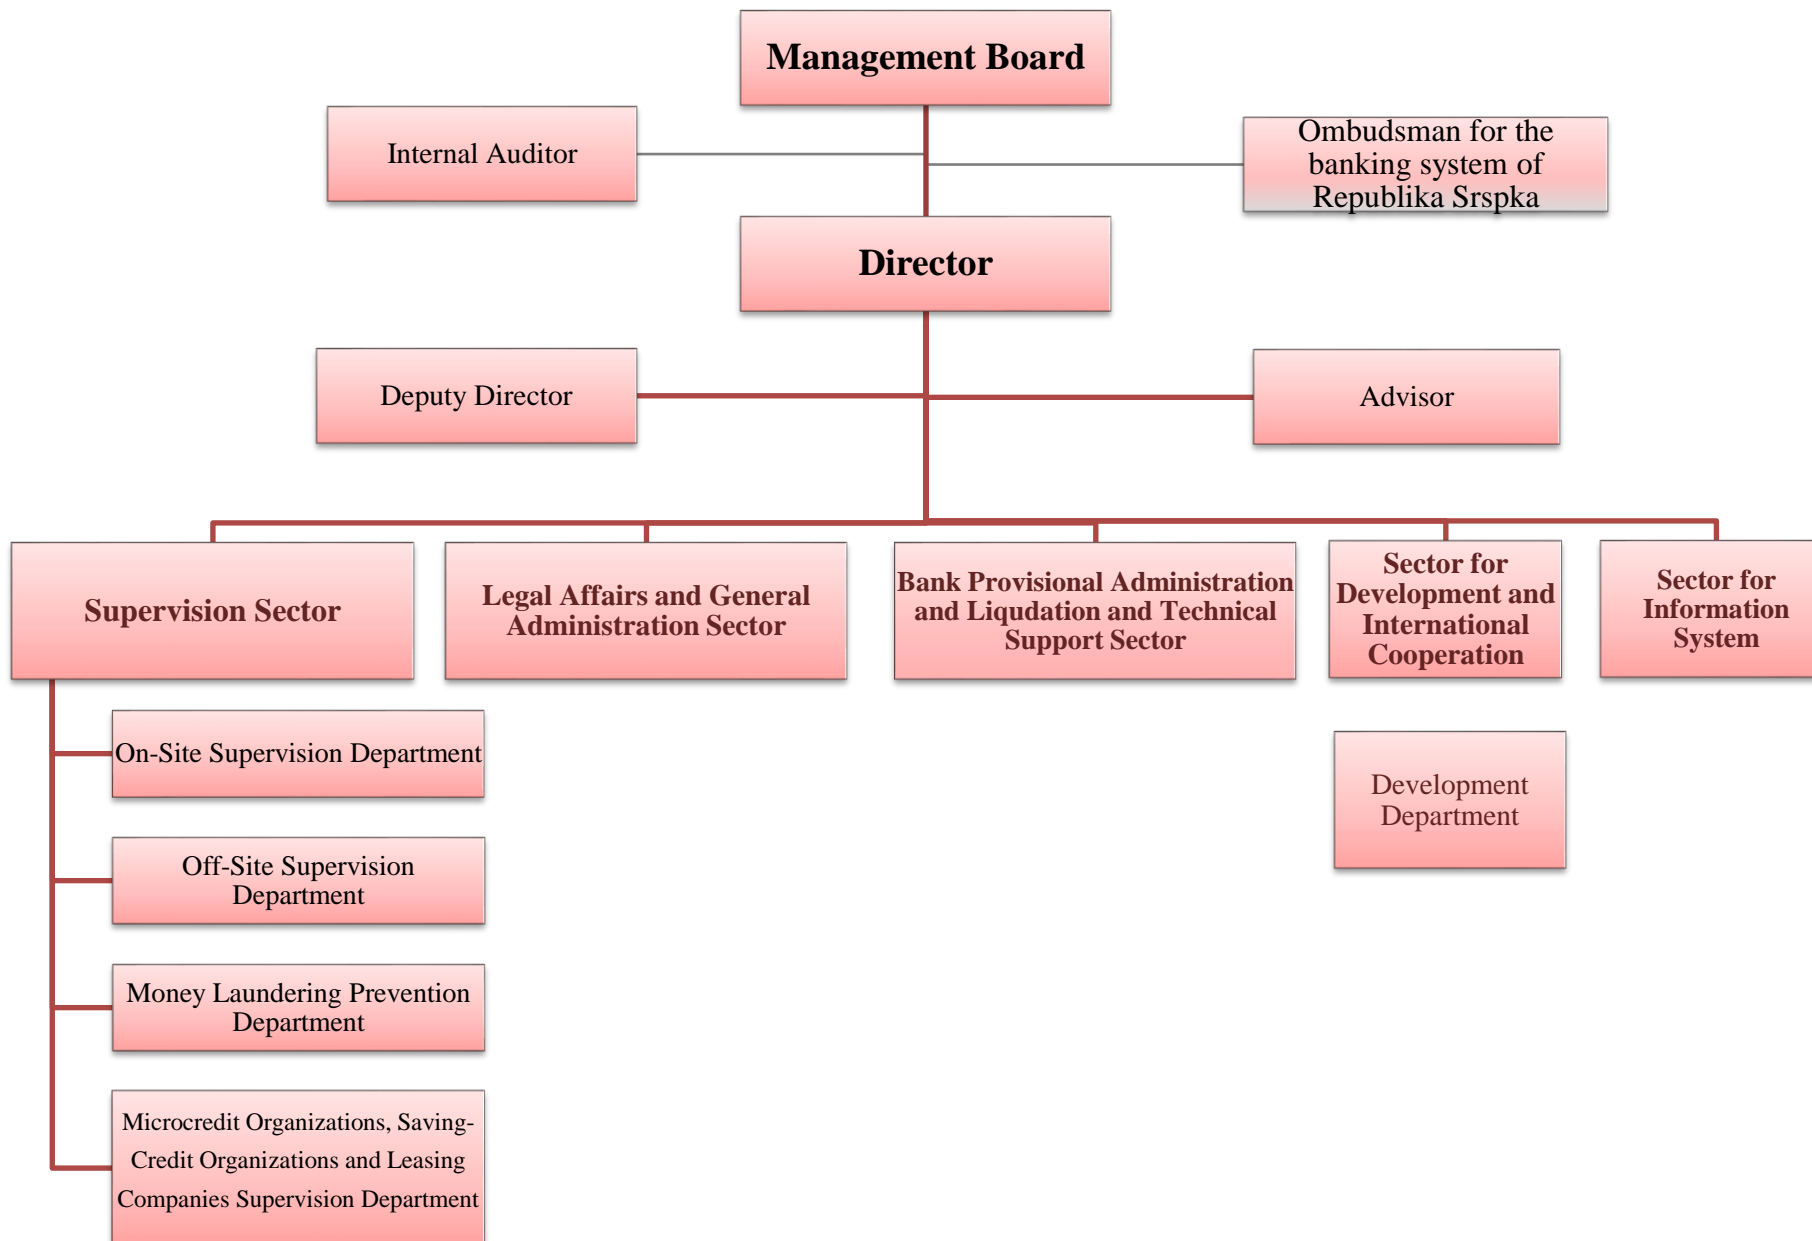 Management Board
Internal Auditor
Ombudsman for the
banking system of
Republika Srspka
Director
Deputy Director
Advisor
Supervision Sector
Legal Affairs and General
Administration Sector
Bank Provisional Administration
and Liqudation and Technical
Support Sector
Sector for
Development and
International
Cooperation
Sector for
Information
System
On-Site Supervision Department
Development
Department
Off-Site Supervision
Department
Money Laundering Prevention
Department
Microcredit Organizations, Saving-
Credit Organizations and Leasing
Companies Supervision Department